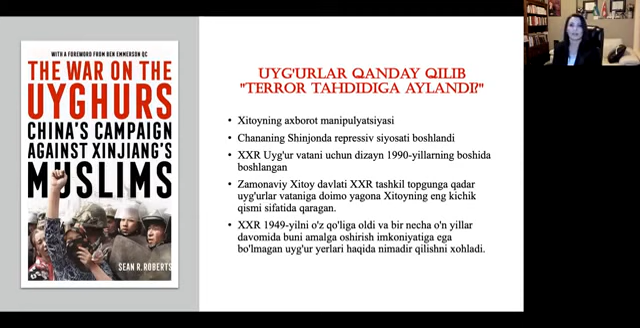 WITH A FOREWORD FROM BEN EMMERSON QC
THE WAR ON THE
UYGHURS
CHINA'S CAMPAIGN
AGAINST XINJIANG'S
MUSLIMS
SEAN R. ROBERTS
UYG'URLAR QANDAY QILIB
"TERROR TAHDIDIGA AYLANDI?"
• Xitoyning axborot manipulyatsiyasi
• Chananing Shinjonda repressiv siyosati boshlandi
• XXR Uyg'ur vatani uchun dizayn 1990-yillarning boshida
boshlangan
• Zamonaviy Xitoy davlati XXR tashkil topgunga qadar
uyg'urlar vataniga doimo yagona Xitoyning eng kichik
qismi sifatida qaragan.
• XXR 1949-yilni o'z qo'liga oldi va bir necha o'n yillar
davomida buni amalga oshirish imkoniyatiga ega
bo'lmagan uyg'ur yerlari haqida nimadir qilishni xohladi.